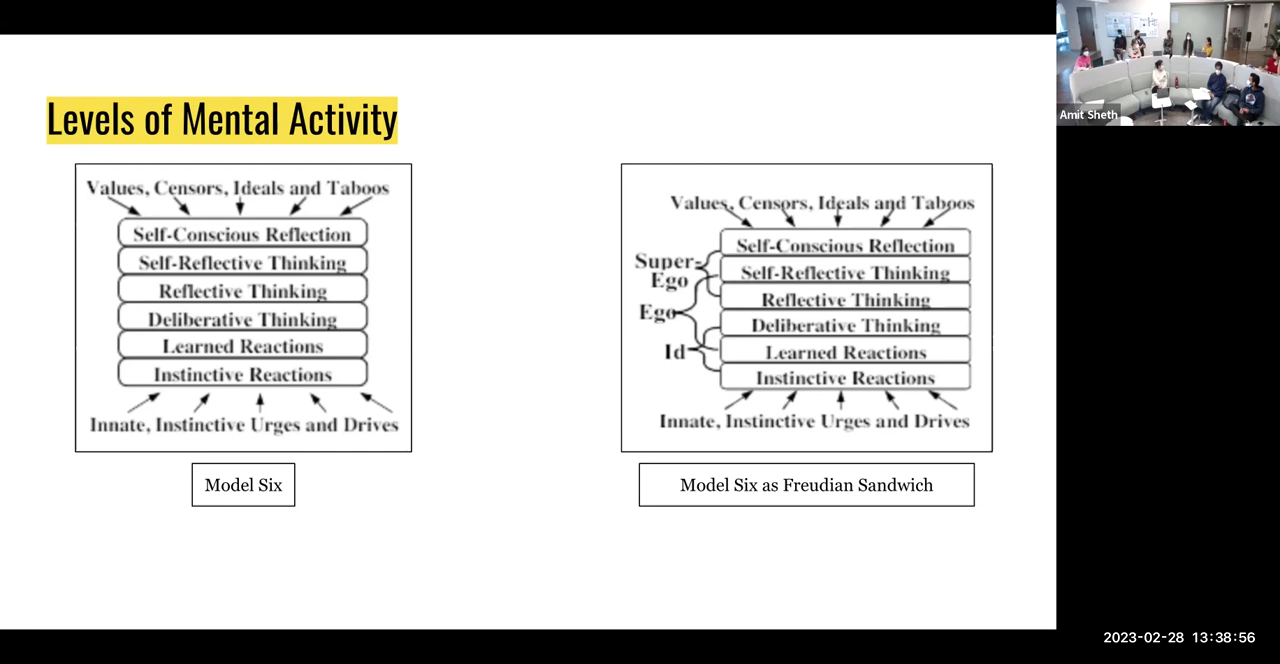 Levels of Mental Activity
Values, Censors, Ideals and Taboos
Self-Conscious Reflection
Self-Reflective Thinking
Reflective Thinking
Deliberative Thinking
Learned Reactions
Instinctive Reactions
Innate, Instinctive Urges and Drives
Model Six
Values, Censors, Ideals and Taboos
Super-
Ego
Ego
Id
Self-Conscious Reflection
Self-Reflective Thinking
Reflective Thinking
Deliberative Thinking
Learned Reactions
Instinctive Reactions
Innate, Instinctive Urges and Drives
Model Six as Freudian Sandwich
Amit Sheth
2023-02-28 13:38:56